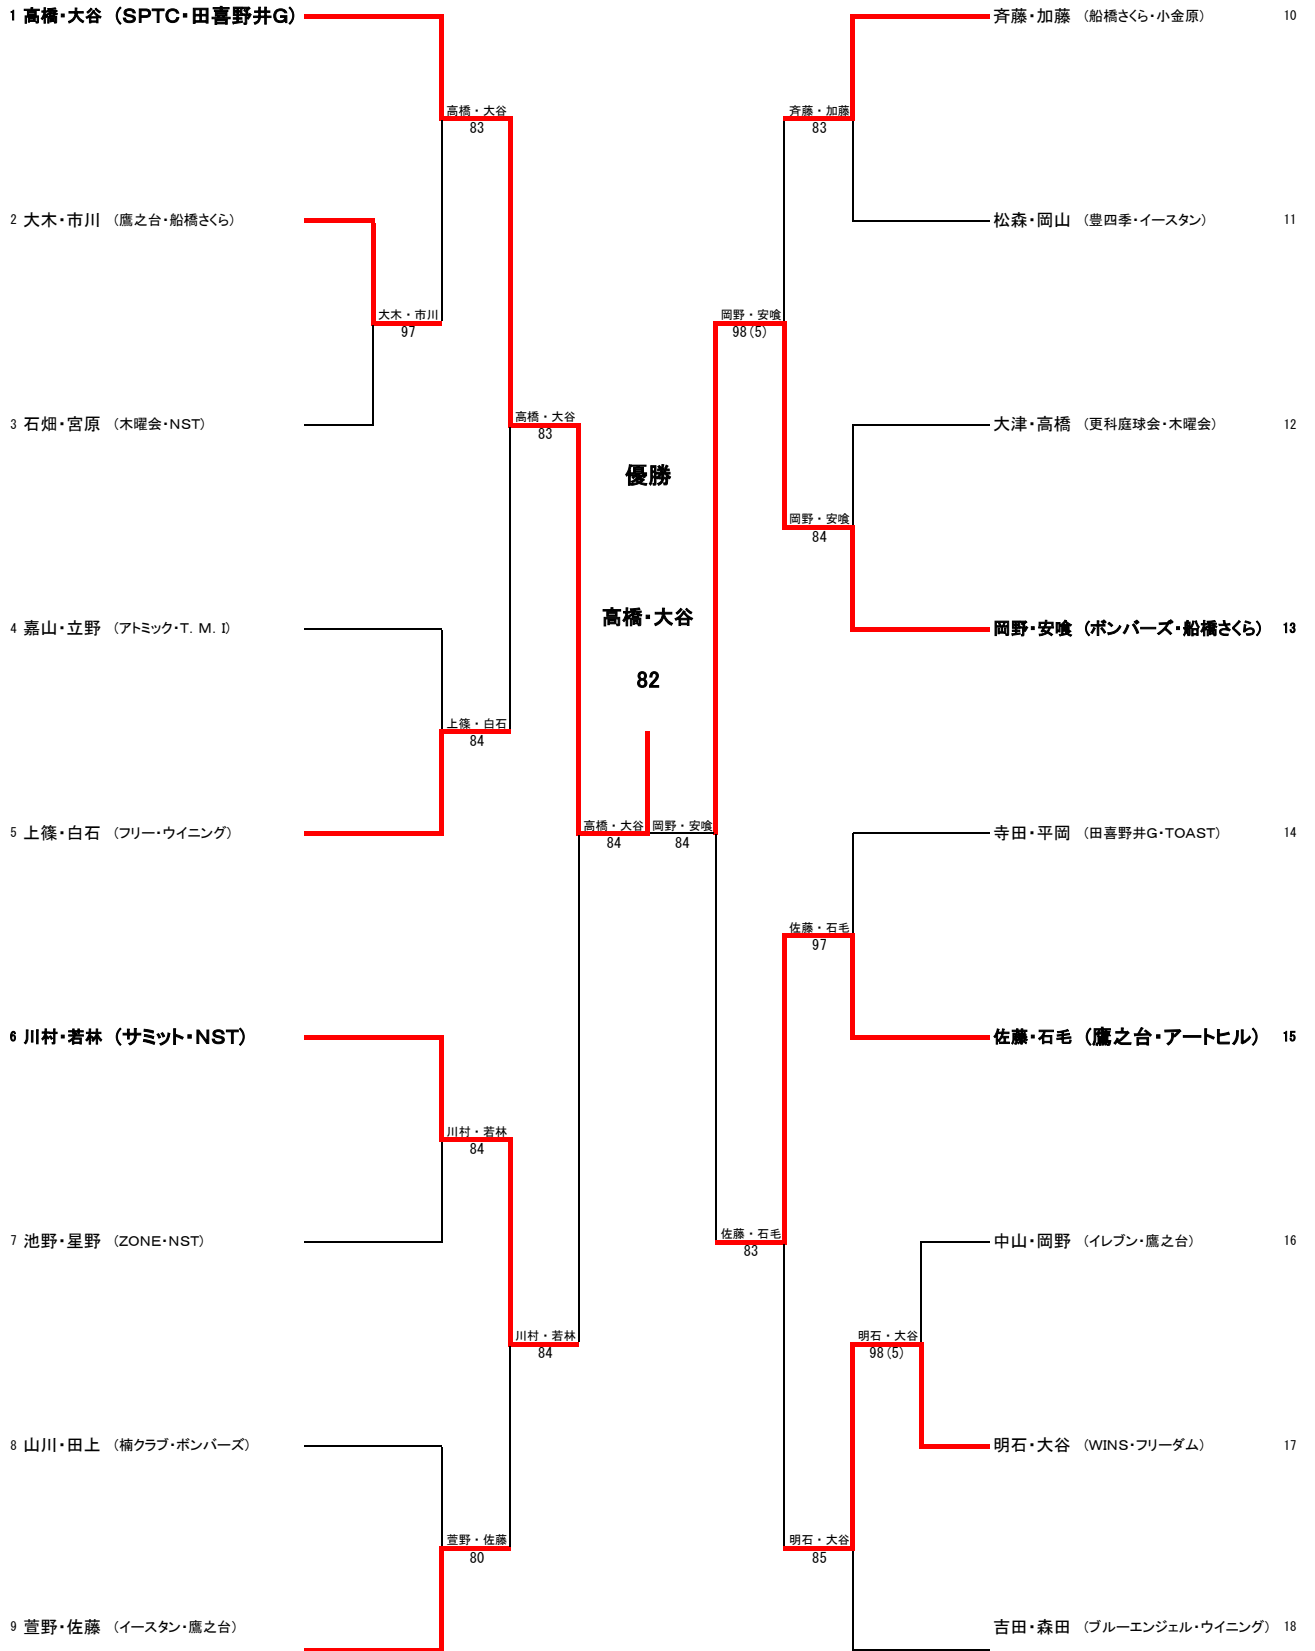 1 高橋・大谷 (SPTC・田喜野井G)
高橋・大谷
83
2 大木・市川 (鷹之台・船橋さくら)
大木・市川
97
3 石畑・宮原 (木曜会・NST)
高橋・大谷
83
4 嘉山・立野 (アトミック・T. M. I)
上篠・白石
84
5 上篠・白石 (フリー・ウイニング)
高橋・大谷
84
6 川村・若林 (サミット・NST)
川村・若林
84
7 池野・星野 (ZONE・NST)
川村・若林
84
8 山川・田上 (楠クラブ・ボンバーズ)
萱野・佐藤
80
9 萱野・佐藤 (イースタン・鷹之台)
優勝
高橋・大谷
82
斉藤・加藤 (船橋さくら・小金原) 10
斉藤・加藤
83
松森・岡山 (豊四季・イースタン) 11
岡野・安喰
98(5)
大津・高橋 (更科庭球会・木曜会) 12
岡野・安喰
84
岡野・安喰 (ボンバーズ・船橋さくら) 13
岡野・安喰
84
寺田・平岡 (田喜野井G・TOAST) 14
佐藤・石毛
97
佐藤・石毛 (鷹之台・アートヒル) 15
佐藤・石毛
83
中山・岡野 (イレブン・鷹之台) 16
明石・大谷
98(5)
明石・大谷 (WINS・フリーダム) 17
明石・大谷
85
吉田・森田 (ブルーエンジェル・ウイニング) 18